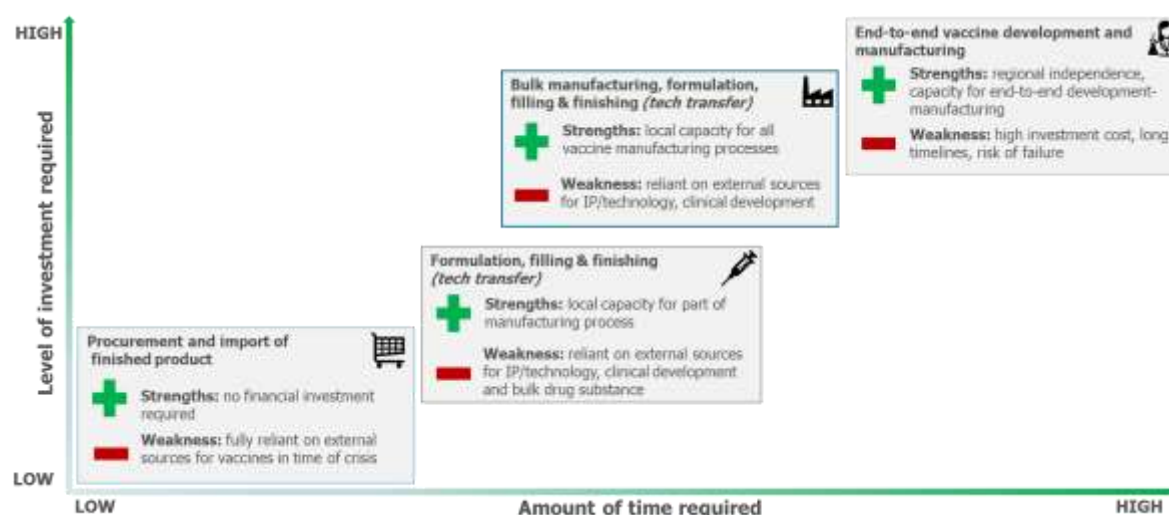 HIGH
Level of investment required
LOW
End-to-end vaccine development and
manufacturing
Strengths: regional independence,
capacity for end-to-end development-
manufacturing
Weakness: high investment cost, long
timelines, risk of failure
Bulk manufacturing, formulation,
filling & finishing (tech transfer)
Strengths: local capacity for all
vaccine manufacturing processes
Weakness: reliant on external sources
for IP/technology, clinical development
Formulation, filling & finishing
(tech transfer)
Strengths: local capacity for part of
manufacturing process
Weakness: reliant on external sources
for IP/technology, clinical development
and bulk drug substance
Procurement and import of
finished product
Strengths: no financial investment
required
Weakness: fully reliant on external
sources for vaccines in time of crisis
LOW
Amount of time required
HIGH